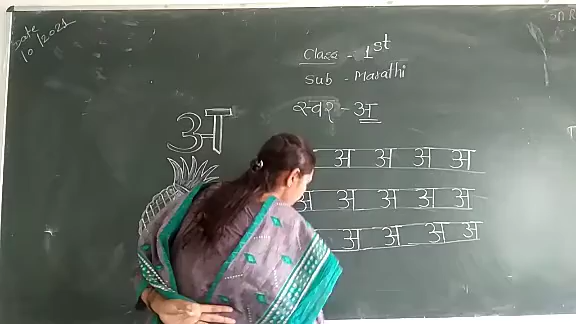 Date
10/2021
Class - 1st
Sub - Marathi
स्वर - अ
अ
अ अ अ अ
अ अ अ अ अ
अ अ अ अ